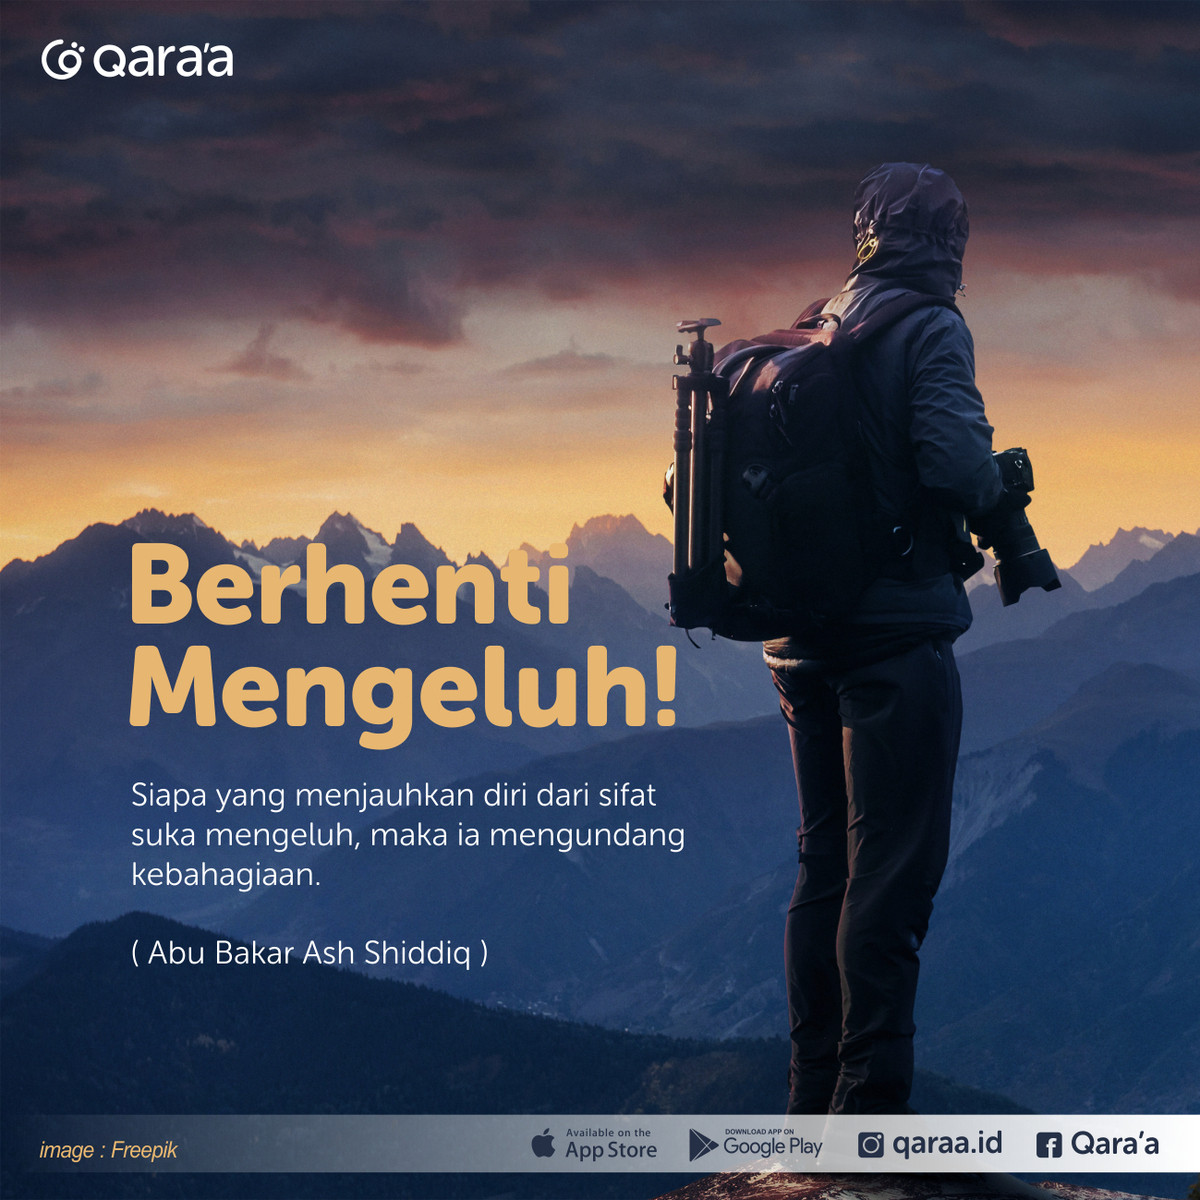 Qara'a
Berhenti
Mengeluh!
Siapa yang menjauhkan diri dari sifat
suka mengeluh, maka ia mengundang
kebahagiaan.
( Abu Bakar Ash Shiddiq )
image : Freepik
Available on the
App Store
DOWNLOAD APP ON
Google Play
qaraa.id
Qara'a